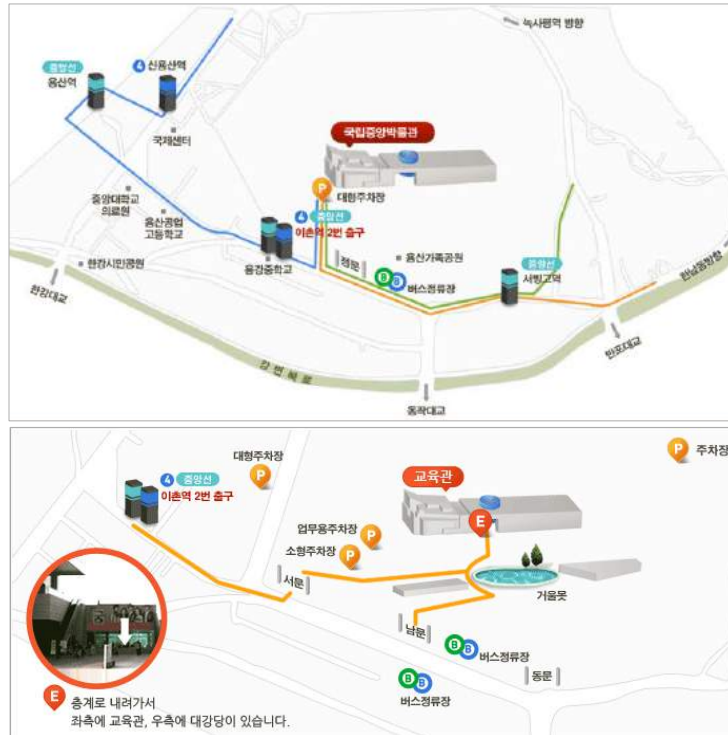 녹사평역 방향
중앙선
용산역
4 신용산역
국제센터
국립중앙박물관
P
대형주차장
중앙대학교
의료원
용산공업
고등학교
4 중앙선
이촌역 2번 출구
용강중학교
한강시민공원
정문
용산가족공원
B B
버스정류장
중앙선
서빙고역
한남동방향
한강대교
반포대교
강변북로
동작대교
대형주차장
P
P 주차장
4 중앙선
이촌역 2번 출구
교육관
E
업무용주차장
P
소형주차장
P
서문
거울못
남문
B B
버스정류장
동문
B B
버스정류장
E 층계로 내려가서
좌측에 교육관, 우측에 대강당이 있습니다.